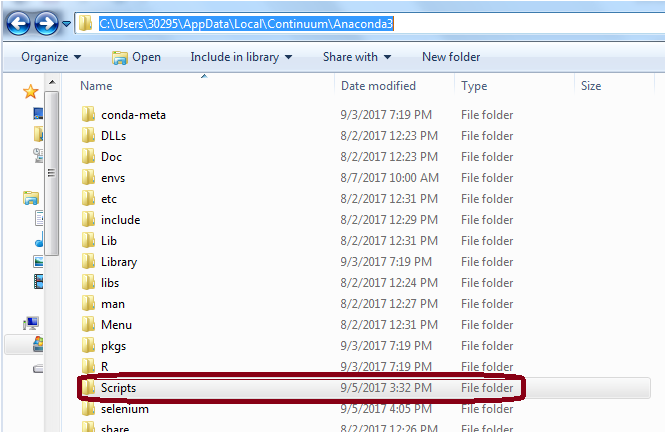 C:\Users\30295\AppData\Local\Continuum\Anaconda3
Organize Open Include in library Share with New folder
Name Date modified Type Size
conda-meta 9/3/2017 7:19 PM File folder
DLLs 8/2/2017 12:23 PM File folder
Doc 8/2/2017 12:23 PM File folder
envs 8/7/2017 10:00 AM File folder
etc 8/2/2017 12:31 PM File folder
include 8/2/2017 12:29 PM File folder
Lib 8/2/2017 12:31 PM File folder
Library 9/3/2017 7:19 PM File folder
libs 8/2/2017 12:24 PM File folder
man 8/2/2017 12:27 PM File folder
Menu 8/2/2017 12:31 PM File folder
pkgs 9/3/2017 7:19 PM File folder
R 9/3/2017 7:19 PM File folder
Scripts 9/5/2017 3:32 PM File folder
selenium 9/5/2017 4:05 PM File folder
share 8/2/2017 12:26 PM File folder